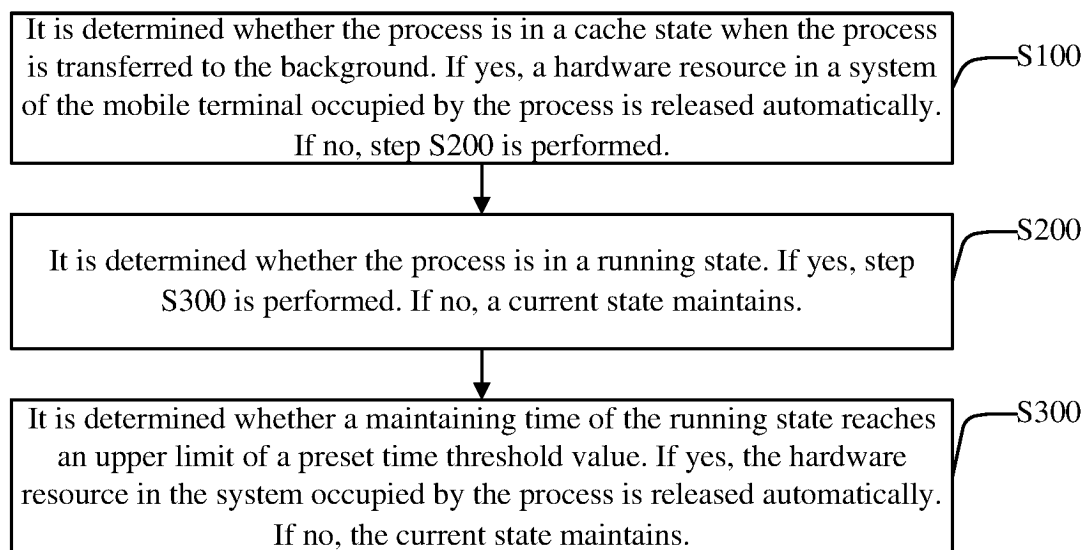 It is determined whether the process is in a cache state when the process
is transferred to the background. If yes, a hardware resource in a system
of the mobile terminal occupied by the process is released automatically.
If no, step S200 is performed.
S100
It is determined whether the process is in a running state. If yes, step
S300 is performed. If no, a current state maintains.
S200
It is determined whether a maintaining time of the running state reaches
an upper limit of a preset time threshold value. If yes, the hardware
resource in the system occupied by the process is released automatically.
If no, the current state maintains.
S300